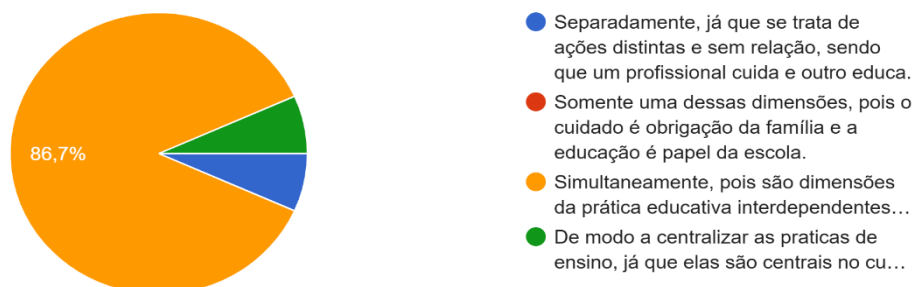 86,7%
Separadamente, já que se trata de
ações distintas e sem relação, sendo
que um profissional cuida e outro educa.
Somente uma dessas dimensões, pois o
cuidado é obrigação da família e a
educação é papel da escola.
Simultaneamente, pois são dimensões
da prática educativa interdependentes…
De modo a centralizar as praticas de
ensino, já que elas são centrais no cu…